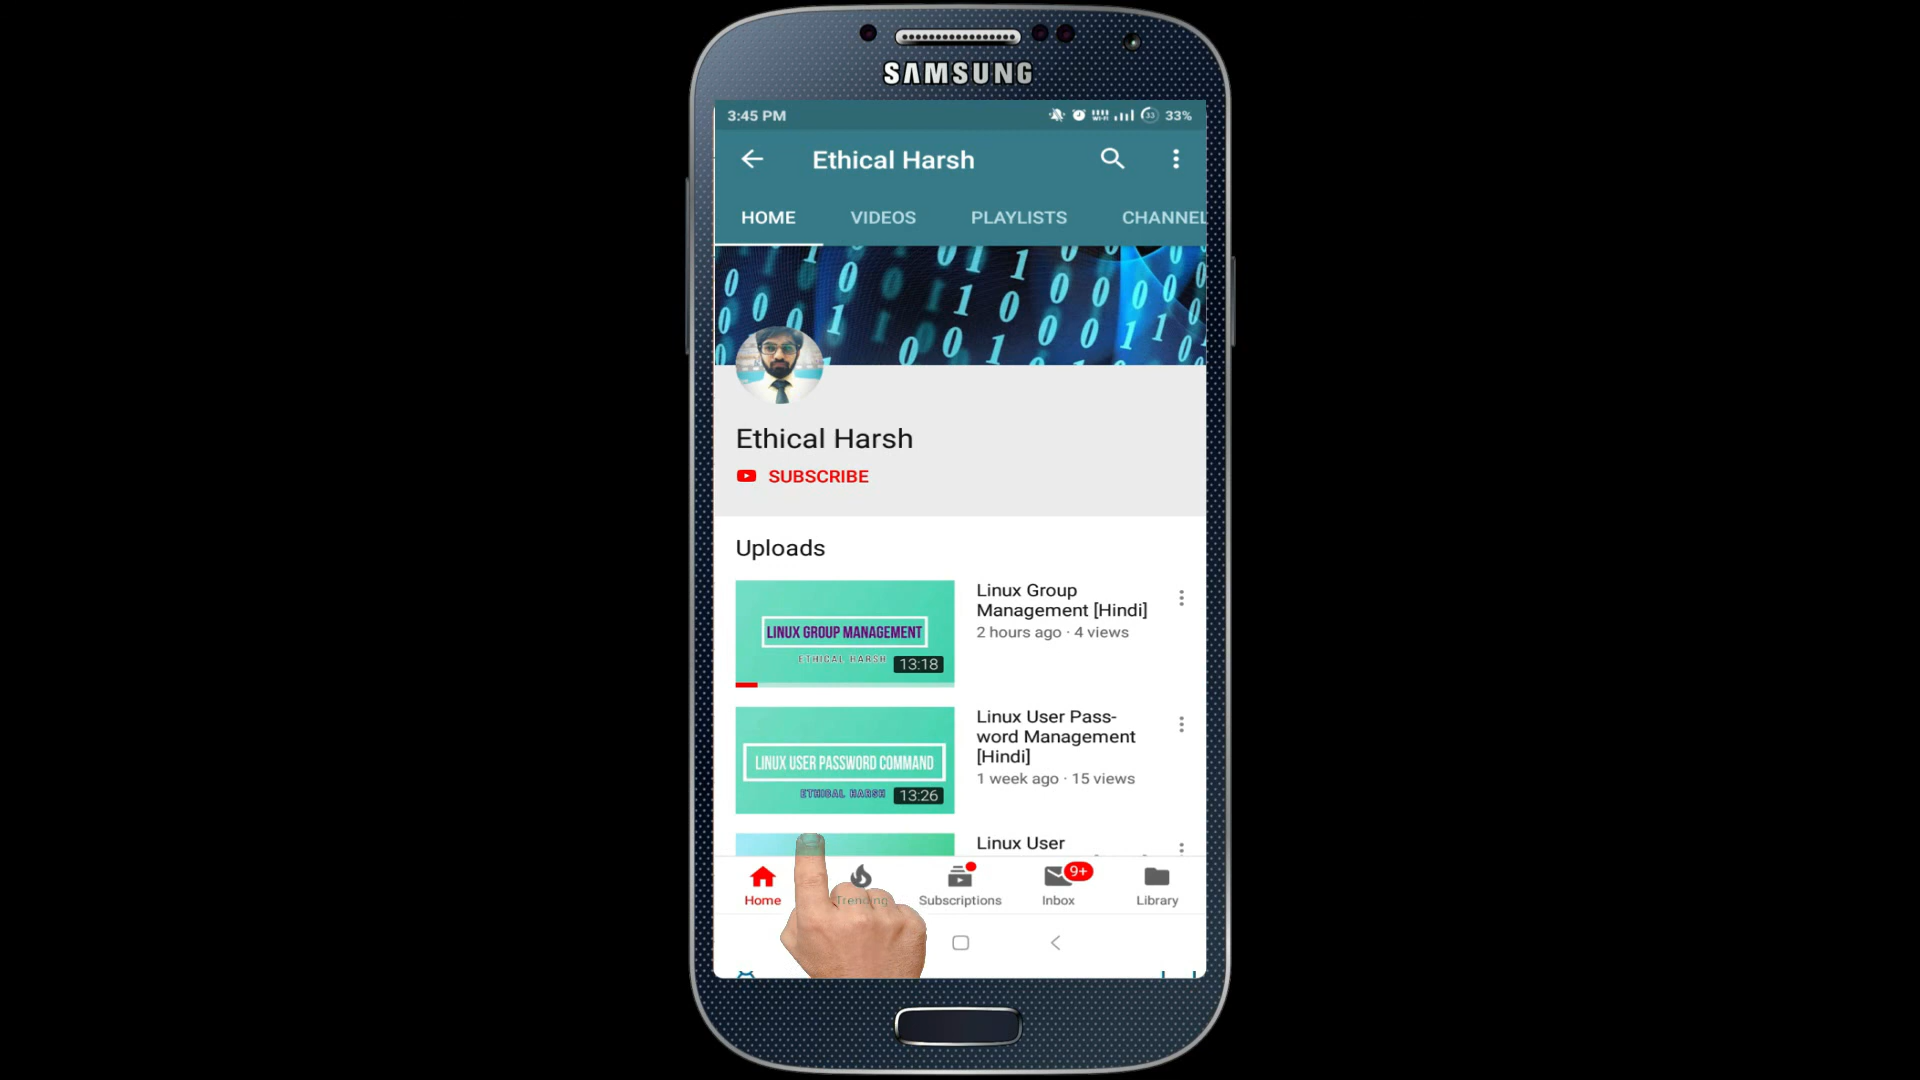 SAMSUNG
3:45 PM
33
33%
Ethical Harsh
HOME
VIDEOS
PLAYLISTS
CHANNEL
Ethical Harsh
SUBSCRIBE
Uploads
LINUX GROUP MANAGEMENT
ETHICAL HARSH
13:18
Linux Group
Management [Hindi]
2 hours ago · 4 views
LINUX USER PASSWORD COMMAND
ETHICAL HARSH
13:26
Linux User Pass-
word Management
[Hindi]
1 week ago · 15 views
Linux User
Home
Trending
Subscriptions
9+
Inbox
Library